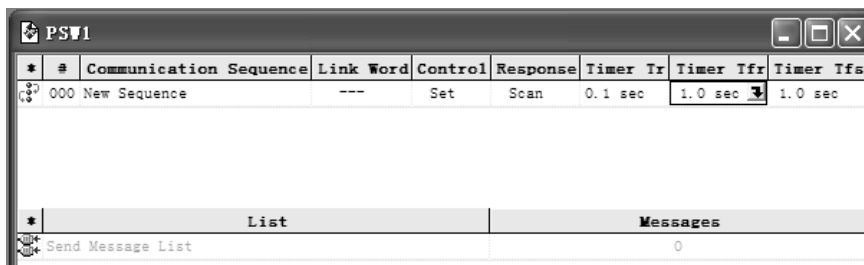 PSW1
* # Communication Sequence Link Word Control Response Timer Tr Timer Tfr Timer Tfs
000 New Sequence --- Set Scan 0.1 sec 1.0 sec 1.0 sec
* List Messages
Send Message List 0